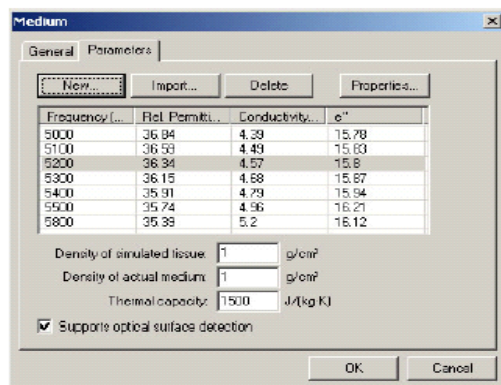 Medium
General Parameters
New... Import... Delete Properties...
Frequency (... Rel. Permitti... Conductivity... e''
5000 36.84 4.39 15.78
5100 36.59 4.49 15.83
5200 36.34 4.57 15.8
5300 36.15 4.68 15.87
5400 35.91 4.79 15.94
5500 35.74 4.96 16.21
5800 35.39 5.2 16.12
Density of simulated tissue: 1 g/cm³
Density of actual medium: 1 g/cm³
Thermal capacity: 1500 J/(kg K)
Supports optical surface detection
OK Cancel